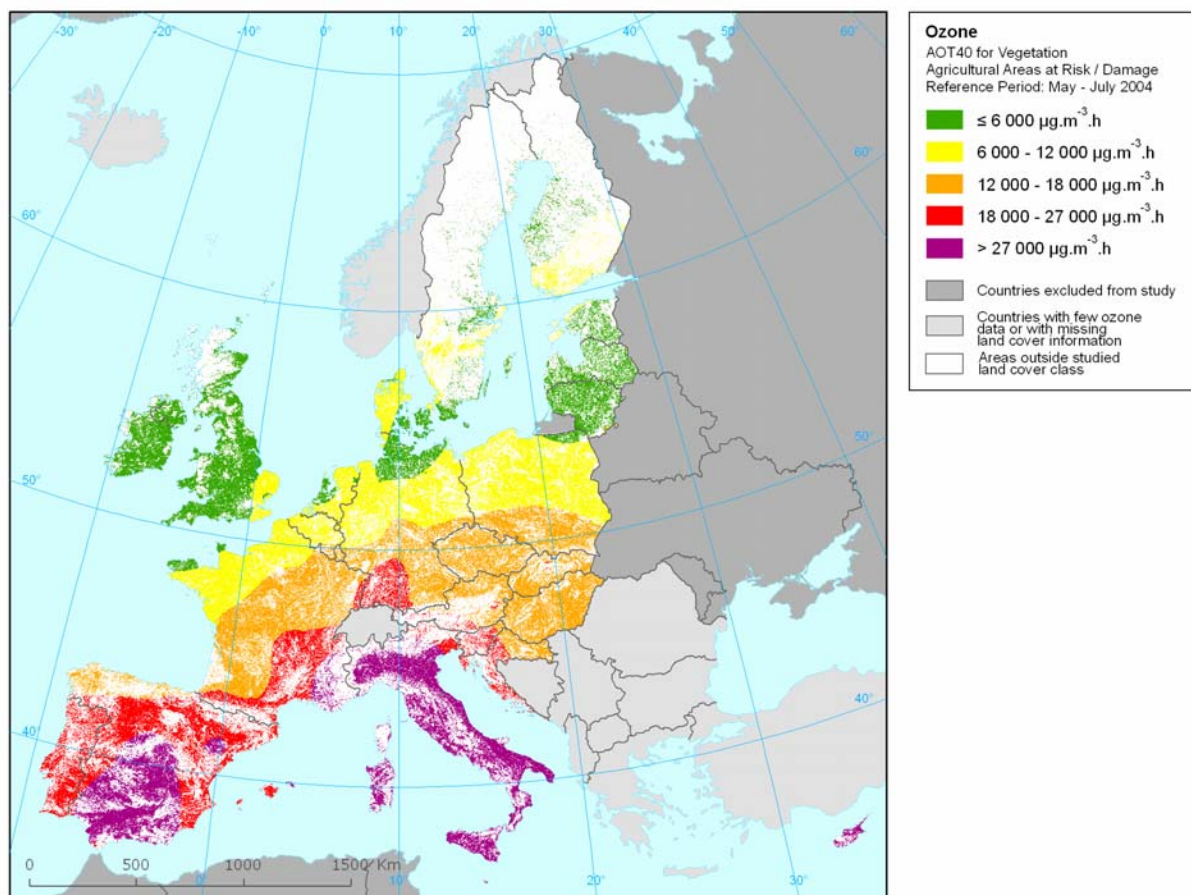 -30° -20° -10° 0° 10° 20° 30° 40° 50° 60°
60°
60°
50°
50°
40°
40°
0 500 1000 1500 Km
0° 10° 20° 30°
Ozone
AOT40 for Vegetation
Agricultural Areas at Risk / Damage
Reference Period: May - July 2004
≤ 6 000 µg.m⁻³.h
6 000 - 12 000 µg.m⁻³.h
12 000 - 18 000 µg.m⁻³.h
18 000 - 27 000 µg.m⁻³.h
> 27 000 µg.m⁻³.h
Countries excluded from study
Countries with few ozone
data or with missing
land cover information
Areas outside studied
land cover class